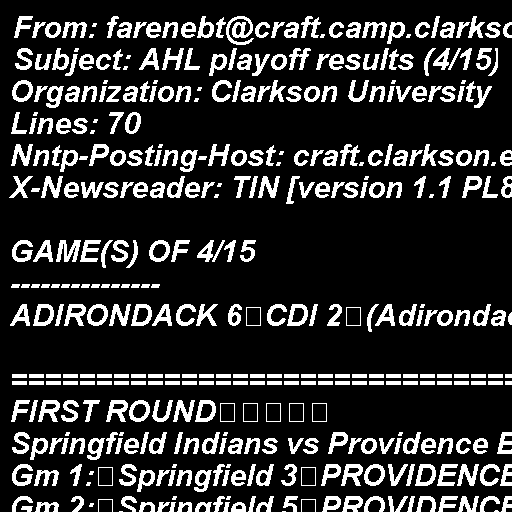 From: farenebt@craft.camp.clarkso
Subject: AHL playoff results (4/15)
Organization: Clarkson University
Lines: 70
Nntp-Posting-Host: craft.clarkson.e
X-Newsreader: TIN [version 1.1 PL8
GAME(S) OF 4/15
---------------
ADIRONDACK 6□CDI 2□(Adirondac
==============================
FIRST ROUND□□□□□
Springfield Indians vs Providence B
Gm 1:□Springfield 3□PROVIDENCE
Gm 2:□Springfield 5□PROVIDENCE